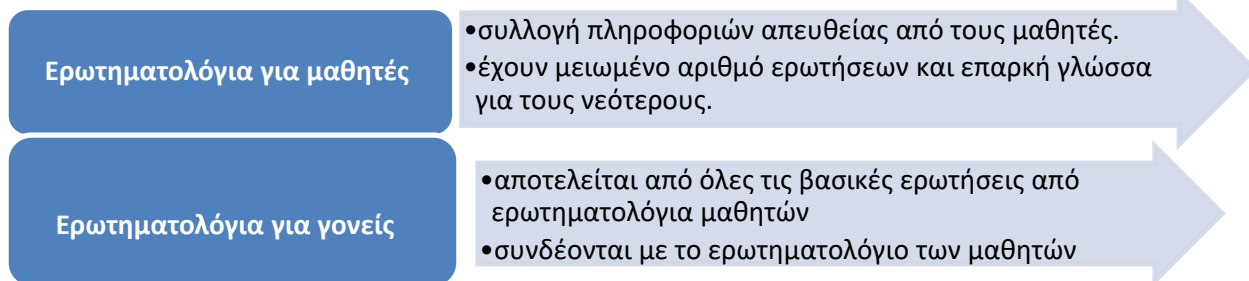 Ερωτηματολόγια για μαθητές
•συλλογή πληροφοριών απευθείας από τους μαθητές.
•έχουν μειωμένο αριθμό ερωτήσεων και επαρκή γλώσσα
για τους νεότερους.
Ερωτηματολόγια για γονείς
•αποτελείται από όλες τις βασικές ερωτήσεις από
ερωτηματολόγια μαθητών
•συνδέονται με το ερωτηματολόγιο των μαθητών